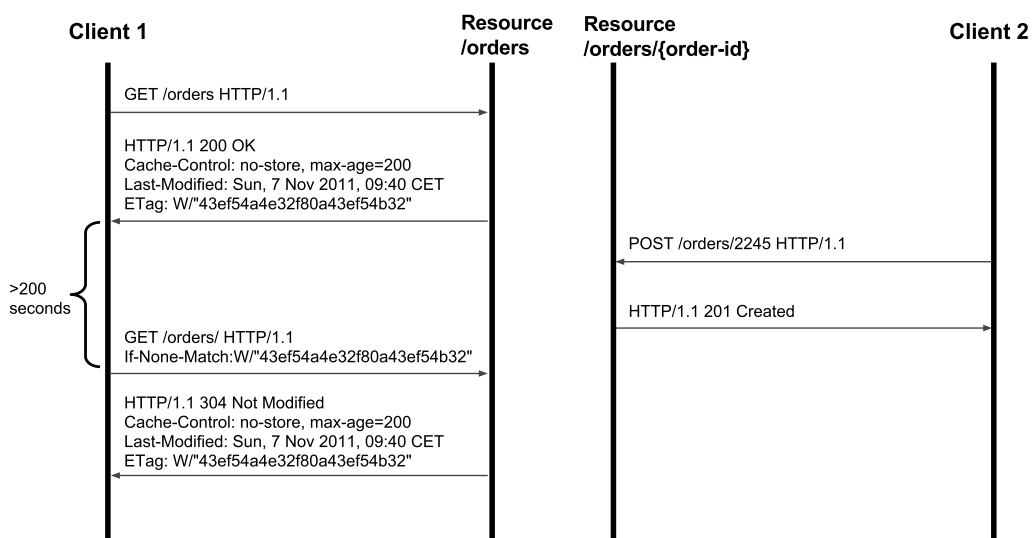 Client 1
Resource
/orders
Resource
/orders/{order-id}
Client 2
GET /orders HTTP/1.1
HTTP/1.1 200 OK
Cache-Control: no-store, max-age=200
Last-Modified: Sun, 7 Nov 2011, 09:40 CET
ETag: W/"43ef54a4e32f80a43ef54b32"
POST /orders/2245 HTTP/1.1
>200
seconds
HTTP/1.1 201 Created
GET /orders/ HTTP/1.1
If-None-Match:W/"43ef54a4e32f80a43ef54b32"
HTTP/1.1 304 Not Modified
Cache-Control: no-store, max-age=200
Last-Modified: Sun, 7 Nov 2011, 09:40 CET
ETag: W/"43ef54a4e32f80a43ef54b32"